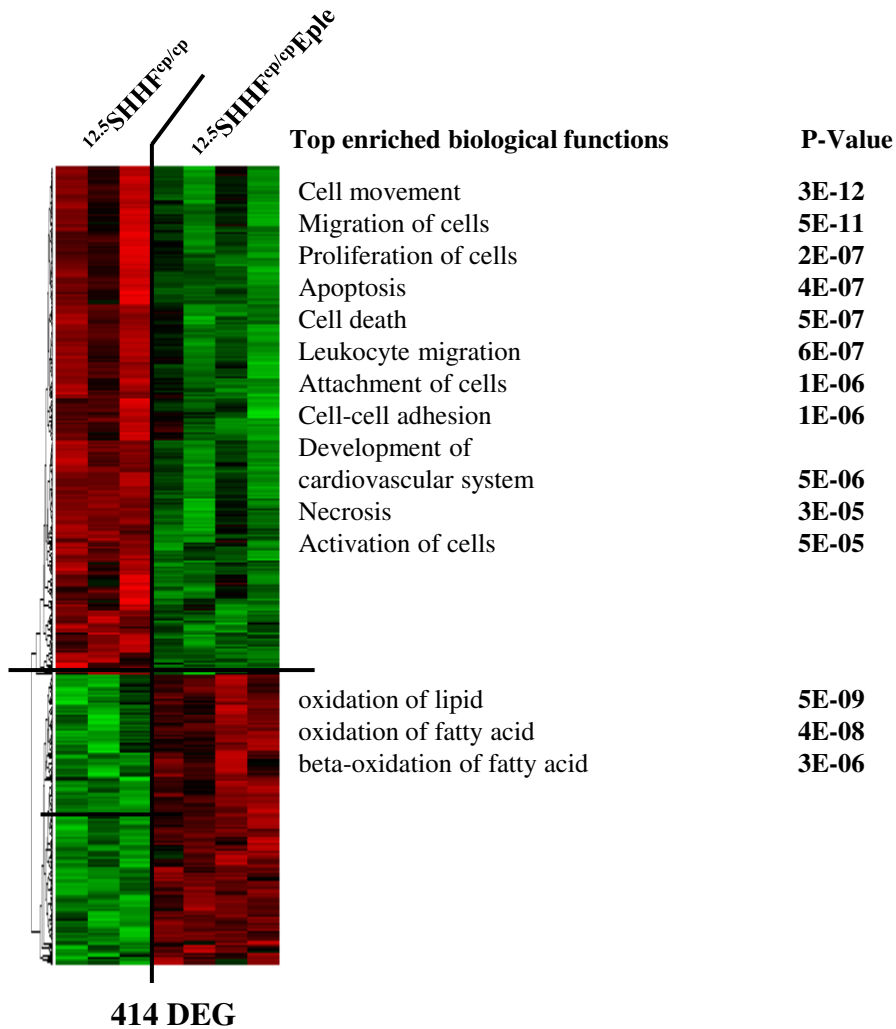 12.5SHHFcp/cp
12.5SHHFcp/cpEple
Top enriched biological functions P-Value
Cell movement 3E-12
Migration of cells 5E-11
Proliferation of cells 2E-07
Apoptosis 4E-07
Cell death 5E-07
Leukocyte migration 6E-07
Attachment of cells 1E-06
Cell-cell adhesion 1E-06
Development of
cardiovascular system 5E-06
Necrosis 3E-05
Activation of cells 5E-05
oxidation of lipid 5E-09
oxidation of fatty acid 4E-08
beta-oxidation of fatty acid 3E-06
414 DEG